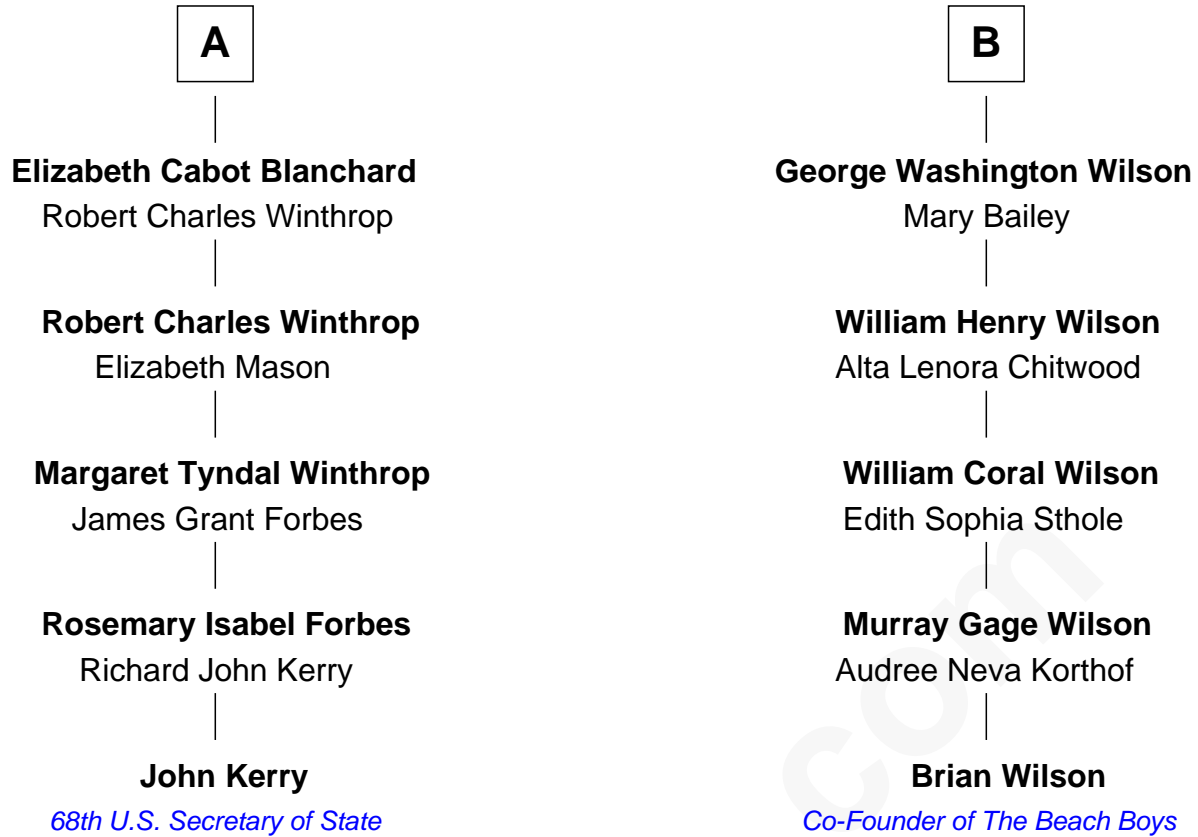 A
Elizabeth Cabot Blanchard
Robert Charles Winthrop
Robert Charles Winthrop
Elizabeth Mason
Margaret Tyndal Winthrop
James Grant Forbes
Rosemary Isabel Forbes
Richard John Kerry
John Kerry
68th U.S. Secretary of State
B
George Washington Wilson
Mary Bailey
William Henry Wilson
Alta Lenora Chitwood
William Coral Wilson
Edith Sophia Sthole
Murray Gage Wilson
Audree Neva Korthof
Brian Wilson
Co-Founder of The Beach Boys
com